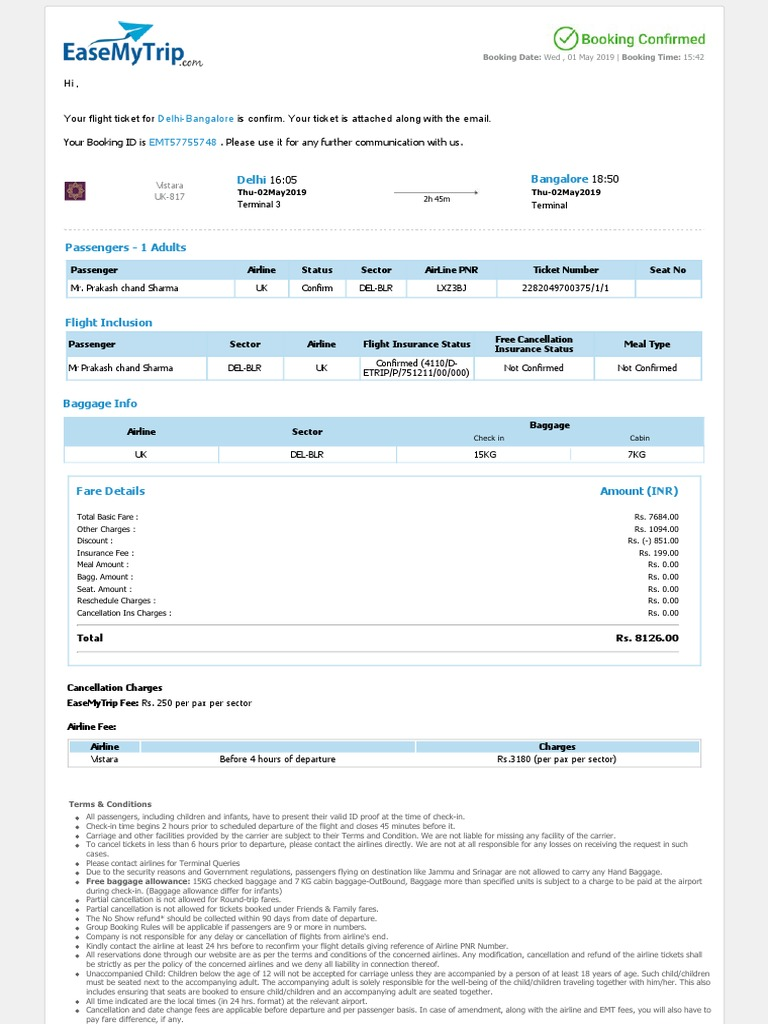 EaseMyTrip.com
Booking Confirmed
Booking Date: Wed , 01 May 2019 | Booking Time: 15:42
Hi ,
Your flight ticket for Delhi-Bangalore is confirm. Your ticket is attached along with the email.
Your Booking ID is EMT57755748 . Please use it for any further communication with us.
Vistara
UK-817
Delhi 16:05
Thu-02May2019
Terminal 3
2h 45m
Bangalore 18:50
Thu-02May2019
Terminal
Passengers - 1 Adults
Passenger Airline Status Sector AirLine PNR Ticket Number Seat No
Mr. Prakash chand Sharma UK Confirm DEL-BLR LXZ3BJ 2282049700375/1/1
Flight Inclusion
Passenger Sector Airline Flight Insurance Status Free Cancellation Insurance Status Meal Type
Mr Prakash chand Sharma DEL-BLR UK Confirmed (4110/D-ETRIP/P/751211/00/000) Not Confirmed Not Confirmed
Baggage Info
Airline Sector Baggage
Check in Cabin
UK DEL-BLR 15KG 7KG
Fare Details Amount (INR)
Total Basic Fare : Rs. 7684.00
Other Charges : Rs. 1094.00
Discount : Rs. (-) 851.00
Insurance Fee : Rs. 199.00
Meal Amount : Rs. 0.00
Bagg. Amount : Rs. 0.00
Seat. Amount : Rs. 0.00
Reschedule Charges : Rs. 0.00
Cancellation Ins Charges : Rs. 0.00
Total Rs. 8126.00
Cancellation Charges
EaseMyTrip Fee: Rs. 250 per pax per sector
Airline Fee:
Airline Charges
Vistara Before 4 hours of departure Rs.3180 (per pax per sector)
Terms & Conditions
All passengers, including children and infants, have to present their valid ID proof at the time of check-in.
Check-in time begins 2 hours prior to scheduled departure of the flight and closes 45 minutes before it.
Carriage and other facilities provided by the carrier are subject to their Terms and Condition. We are not liable for missing any facility of the carrier.
To cancel tickets in less than 6 hours prior to departure, please contact the airlines directly. We are not at all responsible for any losses on receiving the request in such
cases.
Please contact airlines for Terminal Queries
Due to the security reasons and Government regulations, passengers flying on destination like Jammu and Srinagar are not allowed to carry any Hand Baggage.
Free baggage allowance: 15KG checked baggage and 7 KG cabin baggage-OutBound, Baggage more than specified units is subject to a charge to be paid at the airport
during check-in. (Baggage allowance differ for infants)
Partial cancellation is not allowed for Round-trip fares.
Partial cancellation is not allowed for tickets booked under Friends & Family fares.
The No Show refund* should be collected within 90 days from date of departure.
Group Booking Rules will be applicable if passengers are 9 or more in numbers.
Company is not responsible for any delay or cancellation of flights from airline's end.
Kindly contact the airline at least 24 hrs before to reconfirm your flight details giving reference of Airline PNR Number.
All reservations done through our website are as per the terms and conditions of the concerned airlines. Any modification, cancellation and refund of the airline tickets shall
be strictly as per the policy of the concerned airlines and we deny all liability in connection thereof.
Unaccompanied Child: Children below the age of 12 will not be accepted for carriage unless they are accompanied by a person of at least 18 years of age. Such child/children
must be seated next to the accompanying adult. The accompanying adult is solely responsible for the well-being of the child/children traveling together with him/her. This also
includes ensuring that seats are booked to ensure child/children and an accompanying adult are seated together.
All time indicated are the local times (in 24 hrs. format) at the relevant airport.
Cancellation and date change fees are applicable before departure and per passenger basis. In case of amendment, along with the airline and EMT fees, you will also have to
pay fare difference, if any.